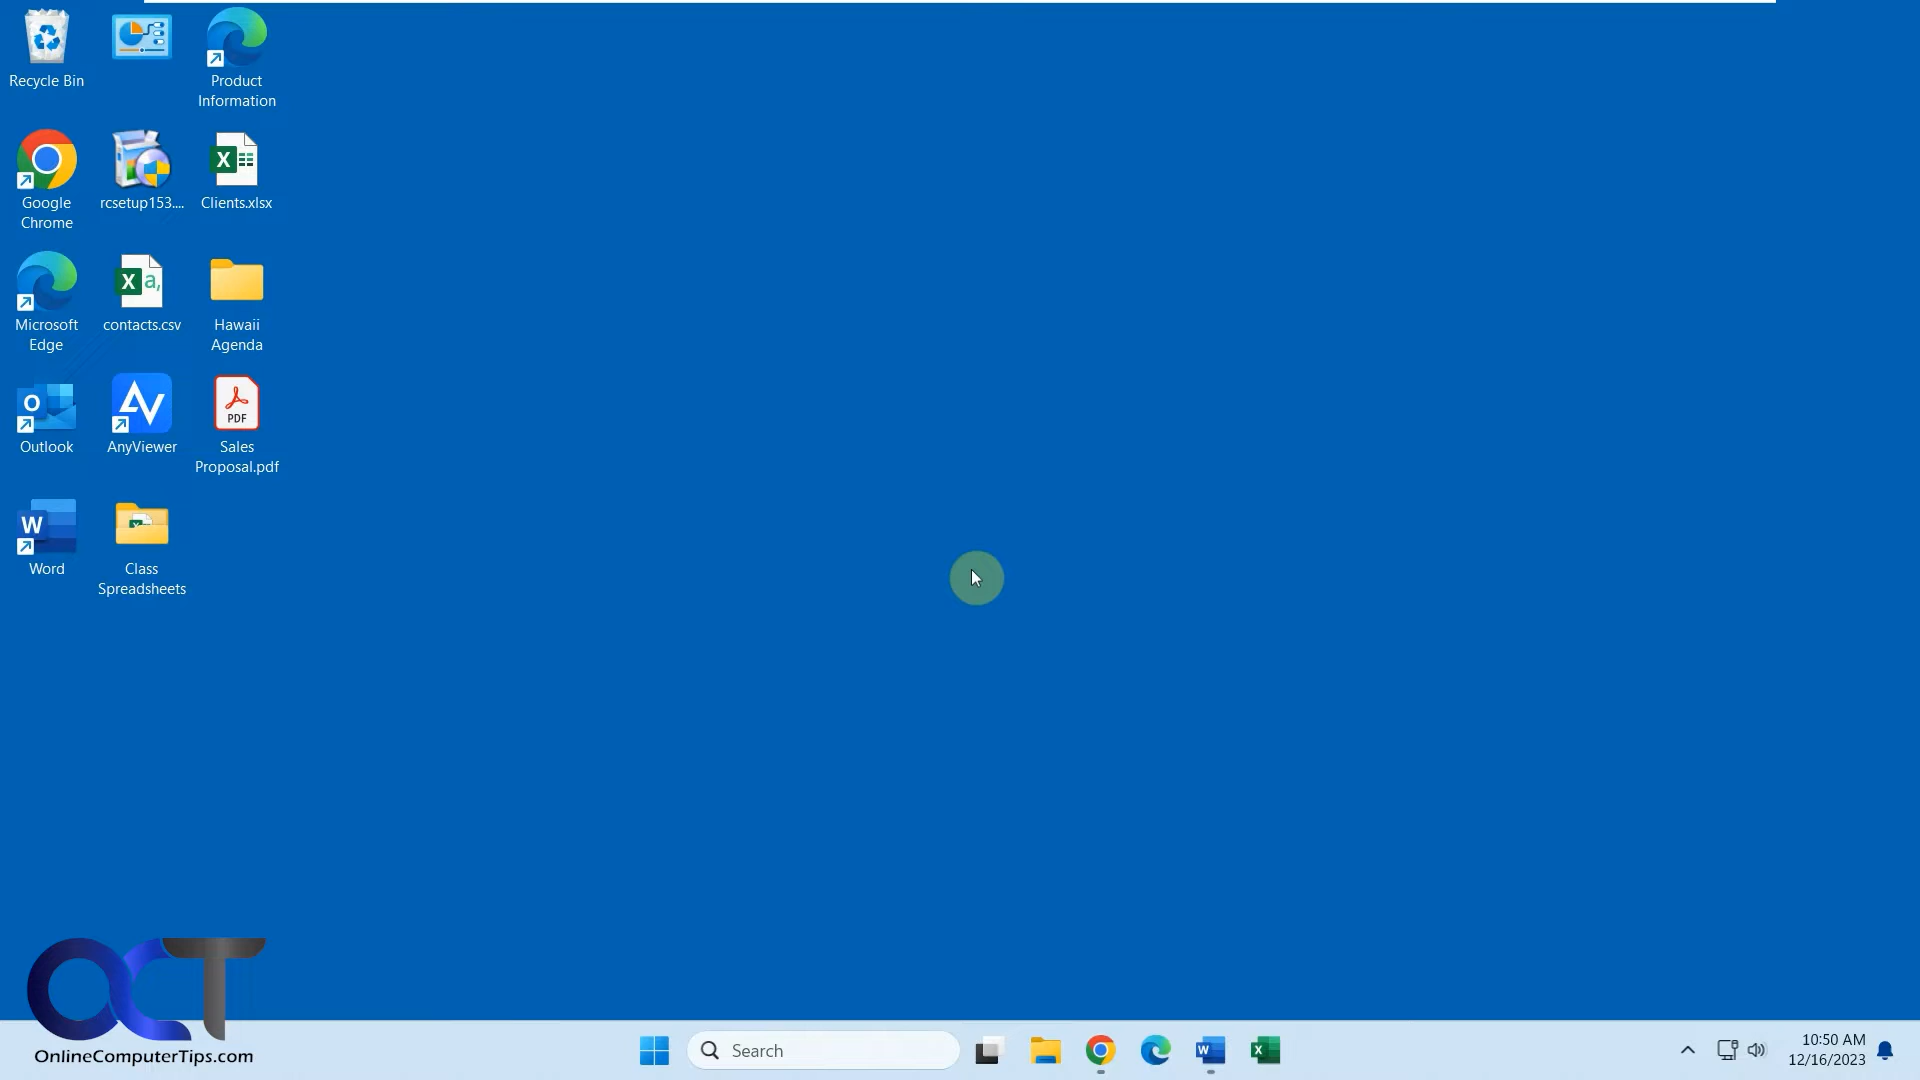 Recycle Bin
Product
Information
Google
Chrome
rcsetup153....
Clients.xlsx
Microsoft
Edge
contacts.csv
Hawaii
Agenda
Outlook
AnyViewer
PDF
Sales
Proposal.pdf
Word
Class
Spreadsheets
OCT
OnlineComputerTips.com
Search
10:50 AM
12/16/2023